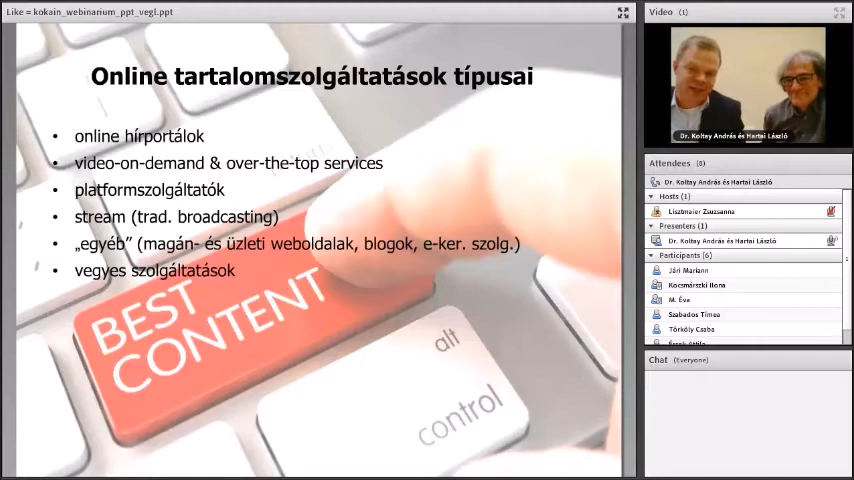 Like = kokain_webinarium_ppt_vegl.ppt
Online tartalomszolgáltatások típusai
• online hírportálok
• video-on-demand & over-the-top services
• platformszolgáltatók
• stream (trad. broadcasting)
• „egyéb” (magán- és üzleti weboldalak, blogok, e-ker. szolg.)
• vegyes szolgáltatások
BEST
CONTENT
alt
control
Video (1)
Dr. Koltay András és Hartai László
Attendees (8)
Dr. Koltay András és Hartai László
Hosts (1)
Lisztmaier Zsuzsanna
Presenters (1)
Dr. Koltay András és Hartai László
Participants (6)
Jári Mariann
Kocsmárszki Ilona
M. Éva
Szabados Tímea
Törköly Csaba
Chat (Everyone)